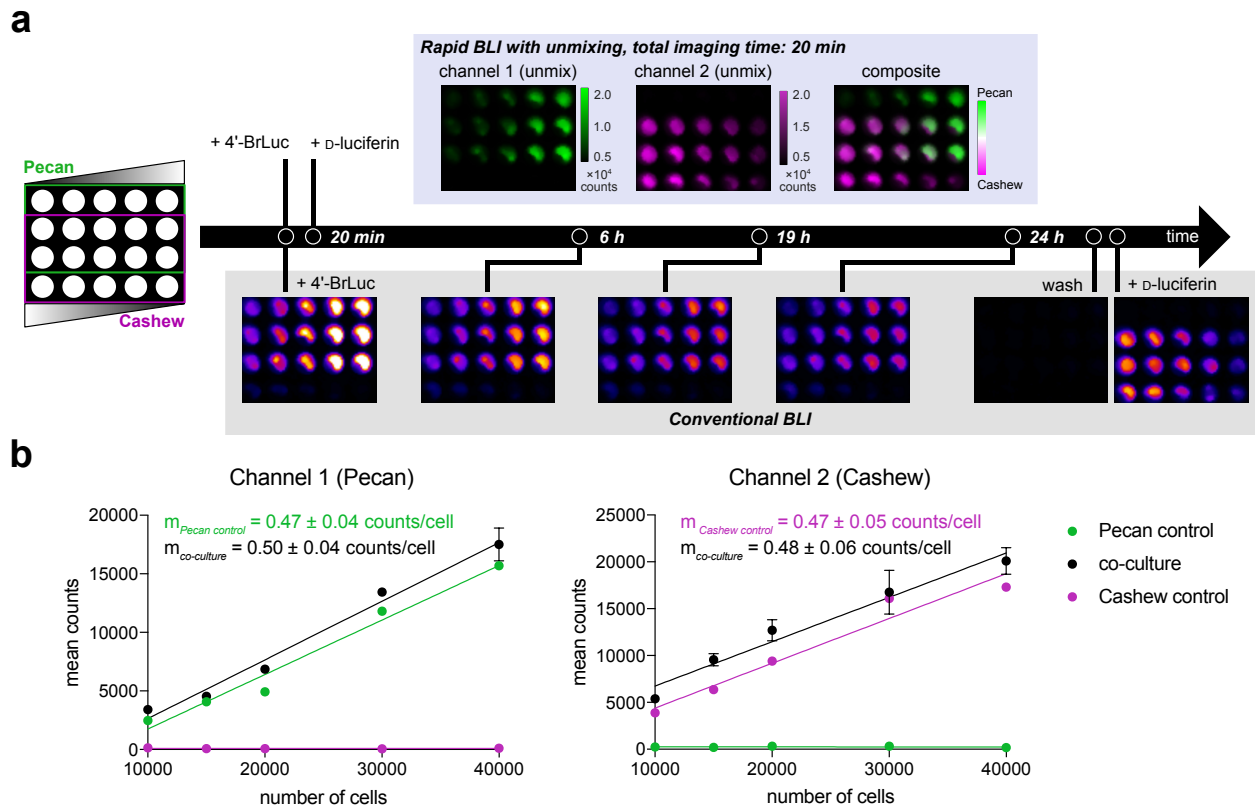 a
Rapid BLI with unmixing, total imaging time: 20 min
channel 1 (unmix)
channel 2 (unmix)
composite
2.0
1.0
0.5
×10⁴
counts
2.0
1.0
0.5
×10⁴
counts
Pecan
Cashew
+ 4'-BrLuc
+ D-luciferin
Pecan
Cashew
20 min
6 h
19 h
24 h
time
+ 4'-BrLuc
wash
+ D-luciferin
Conventional BLI
b
Channel 1 (Pecan)
m Pecan control = 0.47 ± 0.04 counts/cell
m co-culture = 0.50 ± 0.04 counts/cell
mean counts
20000
15000
10000
5000
0
10000 20000 30000 40000
number of cells
Channel 2 (Cashew)
m Cashew control = 0.47 ± 0.05 counts/cell
m co-culture = 0.48 ± 0.06 counts/cell
mean counts
25000
20000
15000
10000
5000
0
10000 20000 30000 40000
number of cells
Pecan control
co-culture
Cashew control